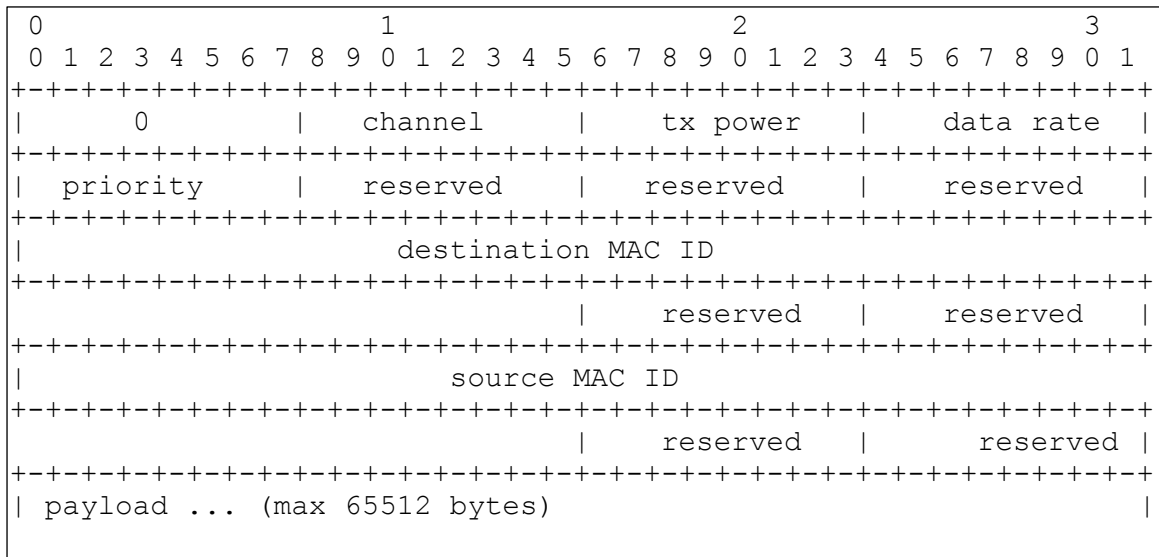 0 1 2 3
0 1 2 3 4 5 6 7 8 9 0 1 2 3 4 5 6 7 8 9 0 1 2 3 4 5 6 7 8 9 0 1
+-+-+-+-+-+-+-+-+-+-+-+-+-+-+-+-+-+-+-+-+-+-+-+-+-+-+-+-+-+-+-+-+
| 0 | channel | tx power | data rate |
+-+-+-+-+-+-+-+-+-+-+-+-+-+-+-+-+-+-+-+-+-+-+-+-+-+-+-+-+-+-+-+-+
| priority | reserved | reserved | reserved |
+-+-+-+-+-+-+-+-+-+-+-+-+-+-+-+-+-+-+-+-+-+-+-+-+-+-+-+-+-+-+-+-+
| destination MAC ID
+-+-+-+-+-+-+-+-+-+-+-+-+-+-+-+-+-+-+-+-+-+-+-+-+-+-+-+-+-+-+-+-+
| reserved | reserved |
+-+-+-+-+-+-+-+-+-+-+-+-+-+-+-+-+-+-+-+-+-+-+-+-+-+-+-+-+-+-+-+-+
| source MAC ID
+-+-+-+-+-+-+-+-+-+-+-+-+-+-+-+-+-+-+-+-+-+-+-+-+-+-+-+-+-+-+-+-+
| reserved | reserved |
+-+-+-+-+-+-+-+-+-+-+-+-+-+-+-+-+-+-+-+-+-+-+-+-+-+-+-+-+-+-+-+-+
| payload ... (max 65512 bytes) |